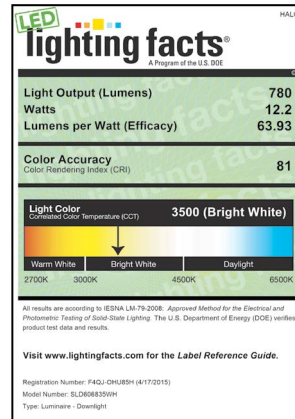 LED
HALO
lighting facts®
A Program of the U.S. DOE
Light Output (Lumens) 780
Watts 12.2
Lumens per Watt (Efficacy) 63.93
Color Accuracy
Color Rendering Index (CRI) 81
Light Color
Correlated Color Temperature (CCT) 3500 (Bright White)
Warm White Bright White Daylight
2700K 3000K 4500K 6500K
All results are according to IESNA LM-79-2008: Approved Method for the Electrical and
Photometric Testing of Solid-State Lighting. The U.S. Department of Energy (DOE) verifies
product test data and results.
Visit www.lightingfacts.com for the Label Reference Guide.
Registration Number: F4QJ-OHU85H (4/17/2015)
Model Number: SLD606835WH
Type: Luminaire - Downlight